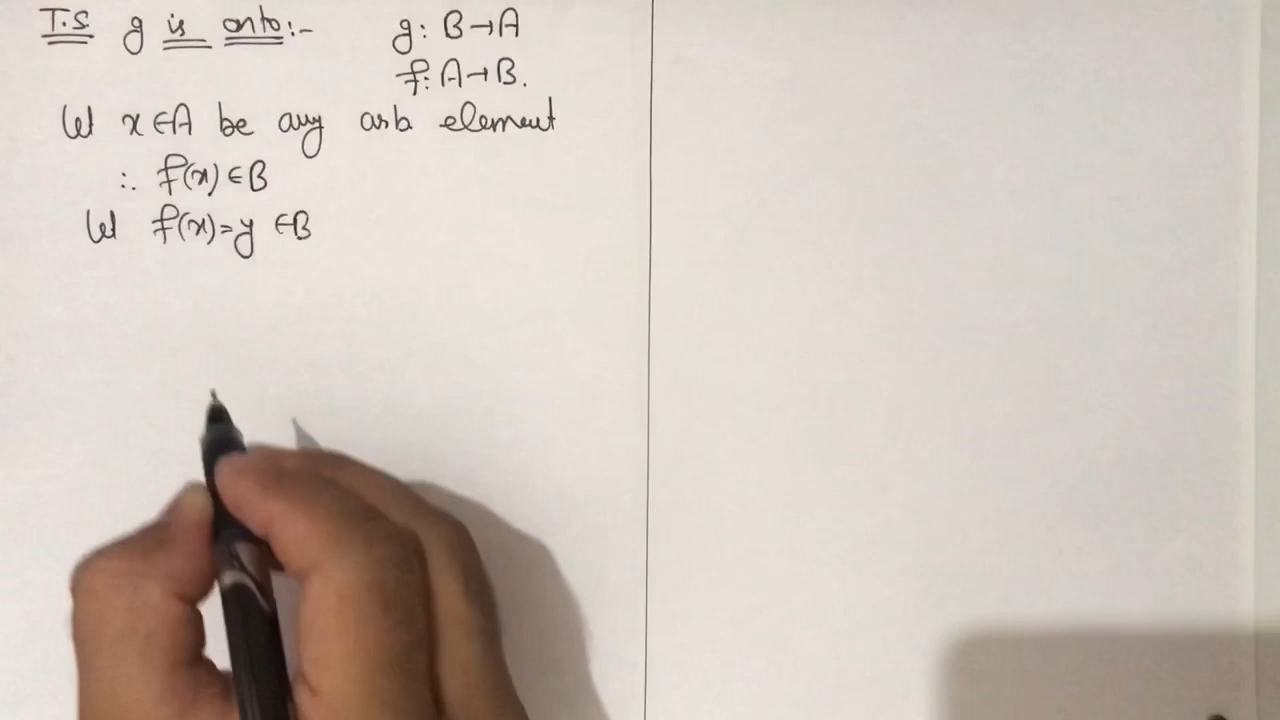 T.S. g is onto:-
g: B→A
f: A→B.
Let x∈A be any arb element
∴ f(x)∈B
Let f(x)=y ∈B